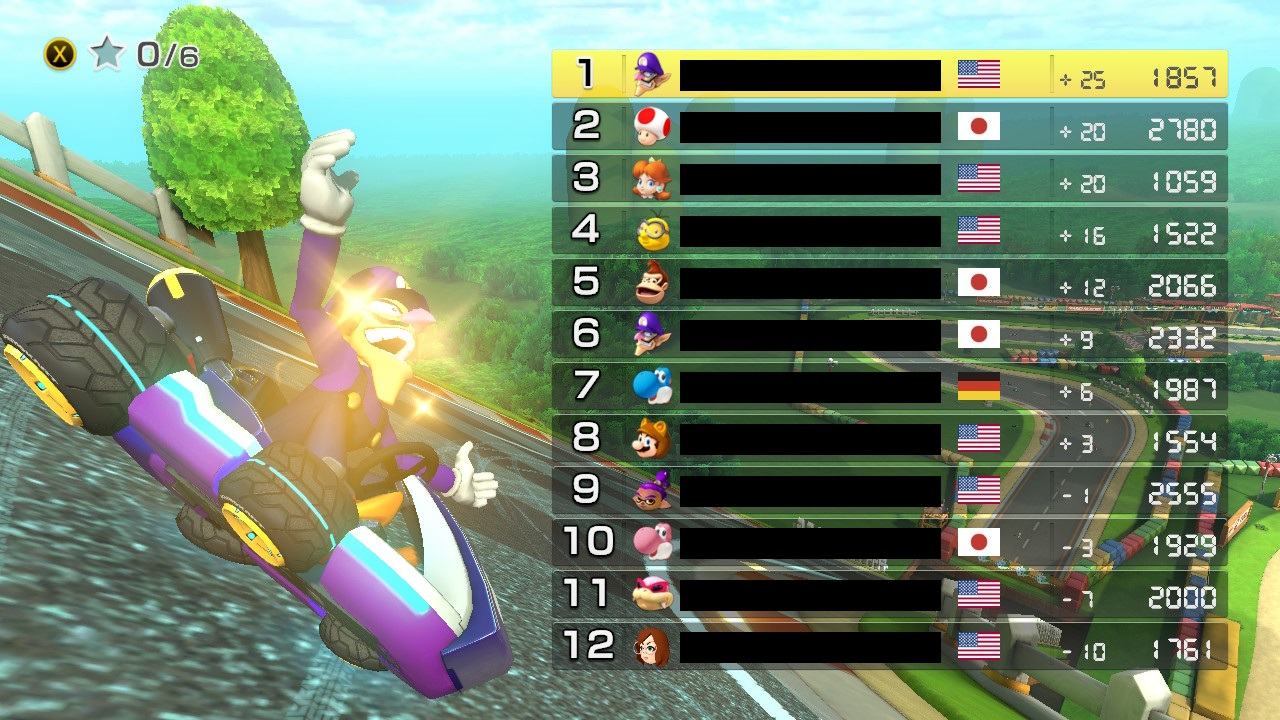 X 0/6
1 + 25 1857
2 + 20 2780
3 + 20 1059
4 + 16 1522
5 + 12 2066
6 + 9 2332
7 + 6 1987
8 + 3 1554
9 - 1 2555
10 - 3 1929
11 - 7 2000
12 - 10 1761